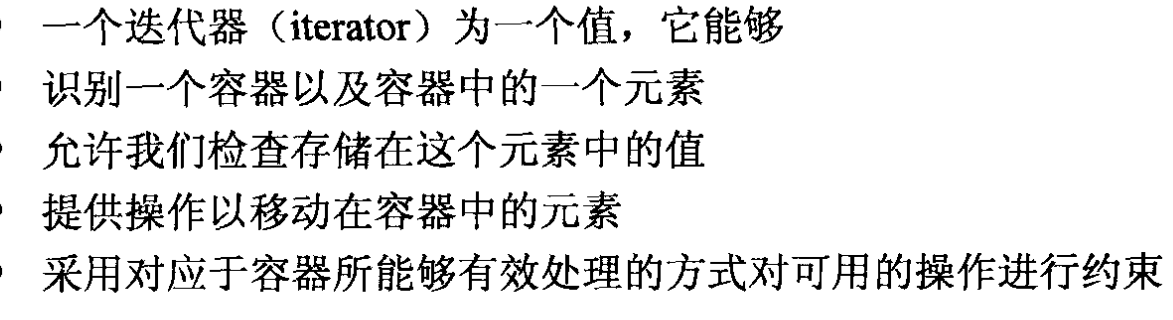 · 一个迭代器（iterator）为一个值，它能够
· 识别一个容器以及容器中的一个元素
· 允许我们检查存储在这个元素中的值
· 提供操作以移动在容器中的元素
· 采用对应于容器所能够有效处理的方式对可用的操作进行约束